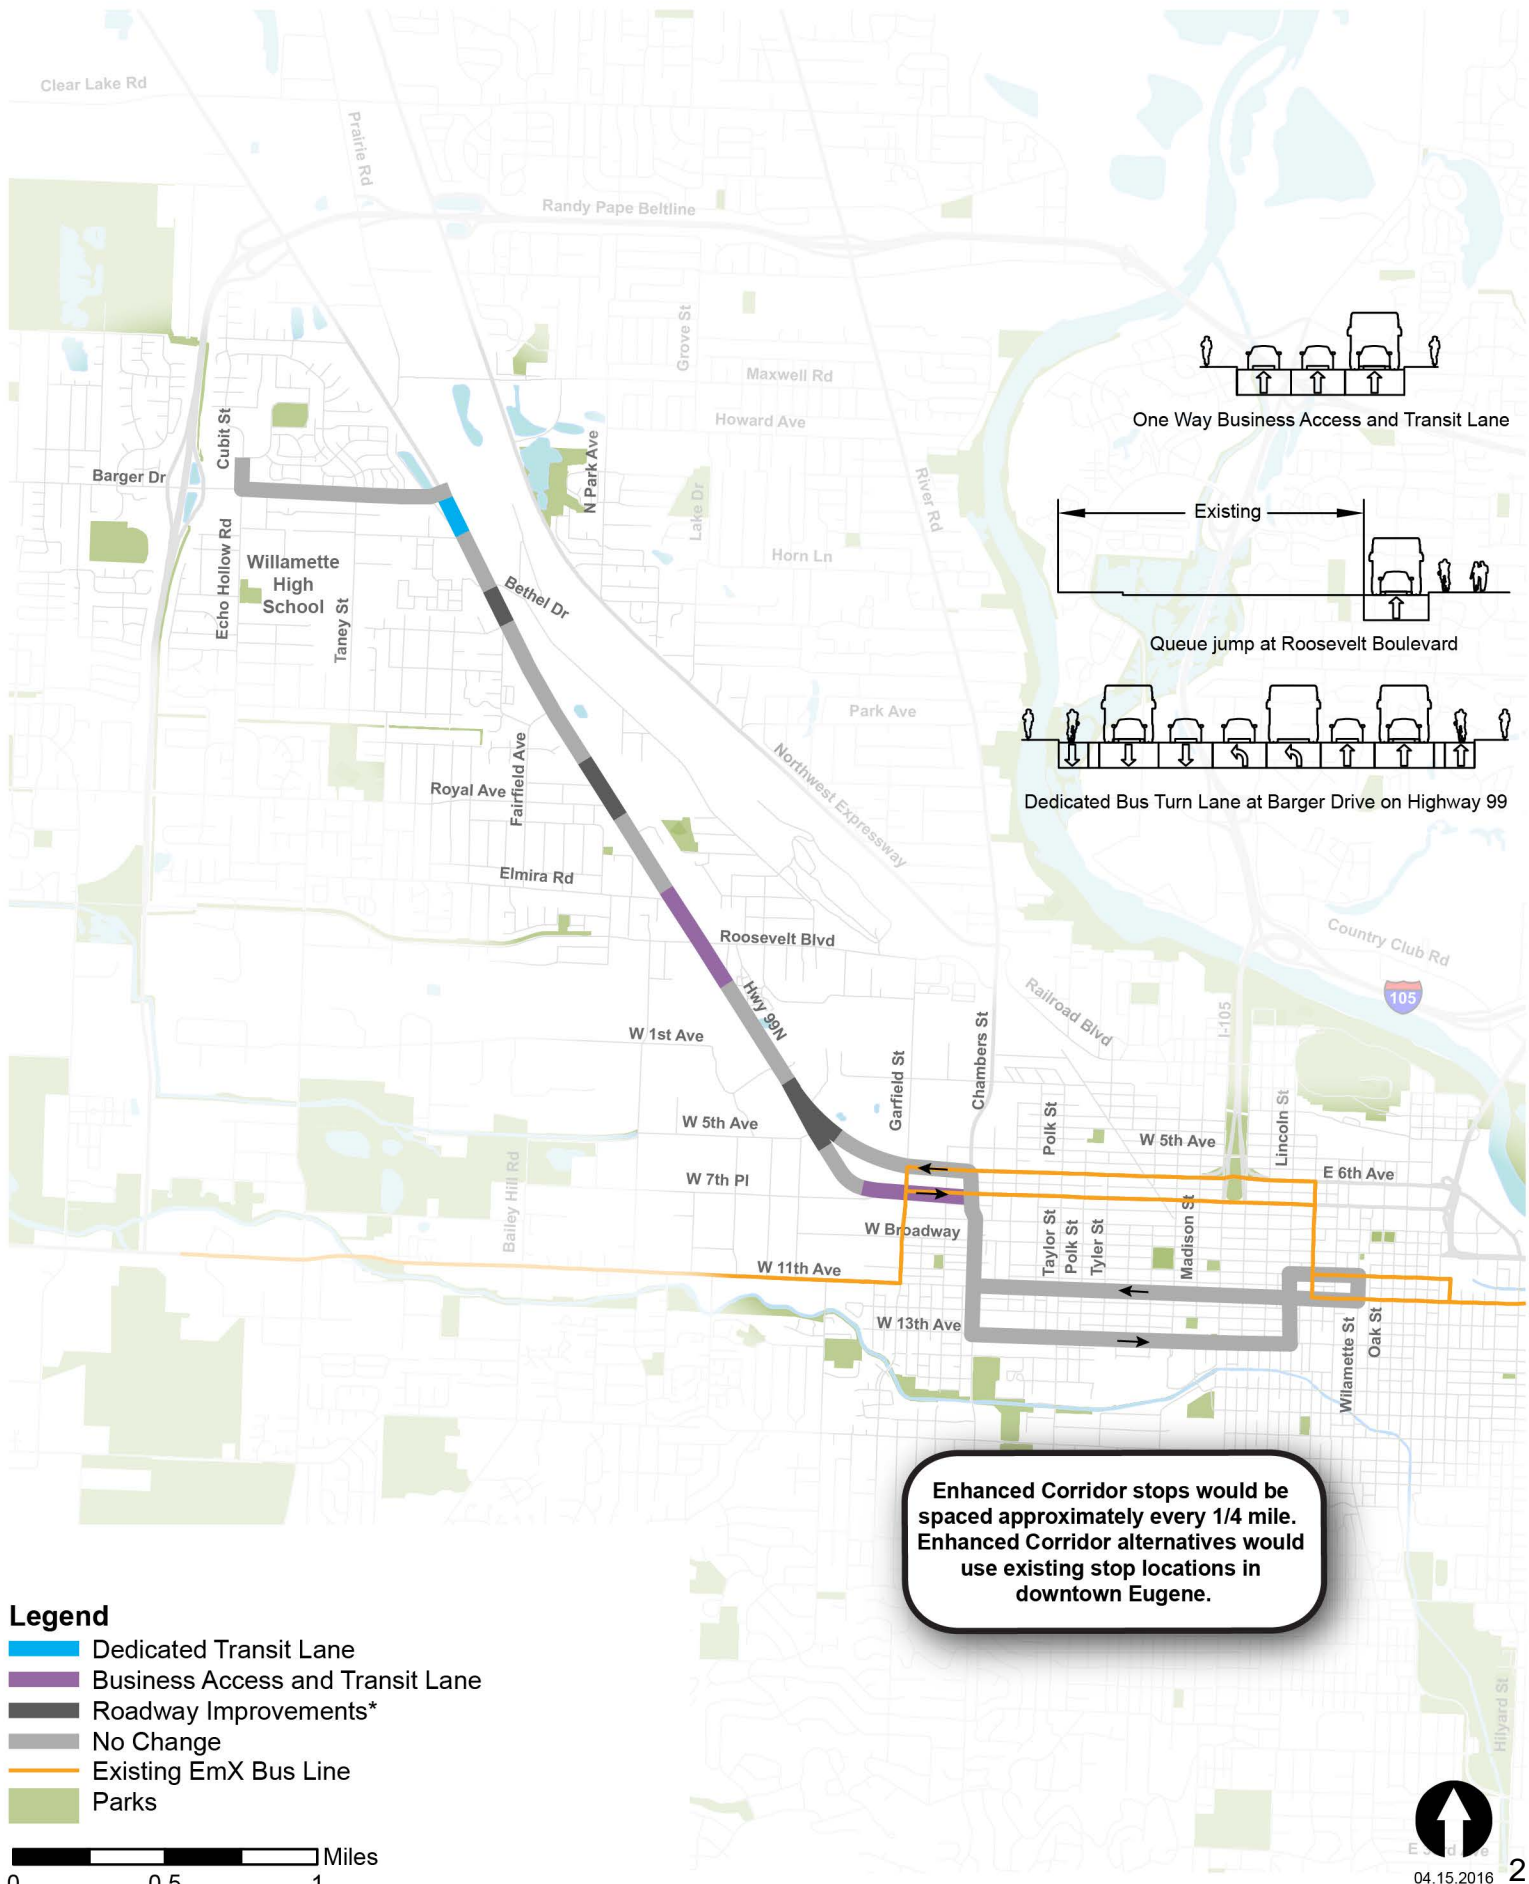 Clear Lake Rd
Prairie Rd
Randy Pape Beltline
Grove St
Maxwell Rd
Howard Ave
One Way Business Access and Transit Lane
Cubit St
Barger Dr
N Park Ave
Lake Dr
River Rd
Existing
Echo Hollow Rd
Willamette
High
School
Taney St
Bethel Dr
Horn Ln
Queue jump at Roosevelt Boulevard
Park Ave
Northwest Expressway
Royal Ave
Fairfield Ave
Dedicated Bus Turn Lane at Barger Drive on Highway 99
Elmira Rd
Roosevelt Blvd
Country Club Rd
105
Hwy 99N
Railroad Blvd
I-105
W 1st Ave
Garfield St
Chambers St
Polk St
Lincoln St
W 5th Ave
W 5th Ave
E 6th Ave
W 7th Pl
Bailey Hill Rd
W Broadway
Taylor St
Polk St
Tyler St
Madison St
W 11th Ave
W 13th Ave
Wilamette St
Oak St
Enhanced Corridor stops would be
spaced approximately every 1/4 mile.
Enhanced Corridor alternatives would
use existing stop locations in
downtown Eugene.
Legend
Dedicated Transit Lane
Business Access and Transit Lane
Roadway Improvements*
No Change
Existing EmX Bus Line
Parks
Miles
0 0.5 1
Hilyard St
04.15.2016 2